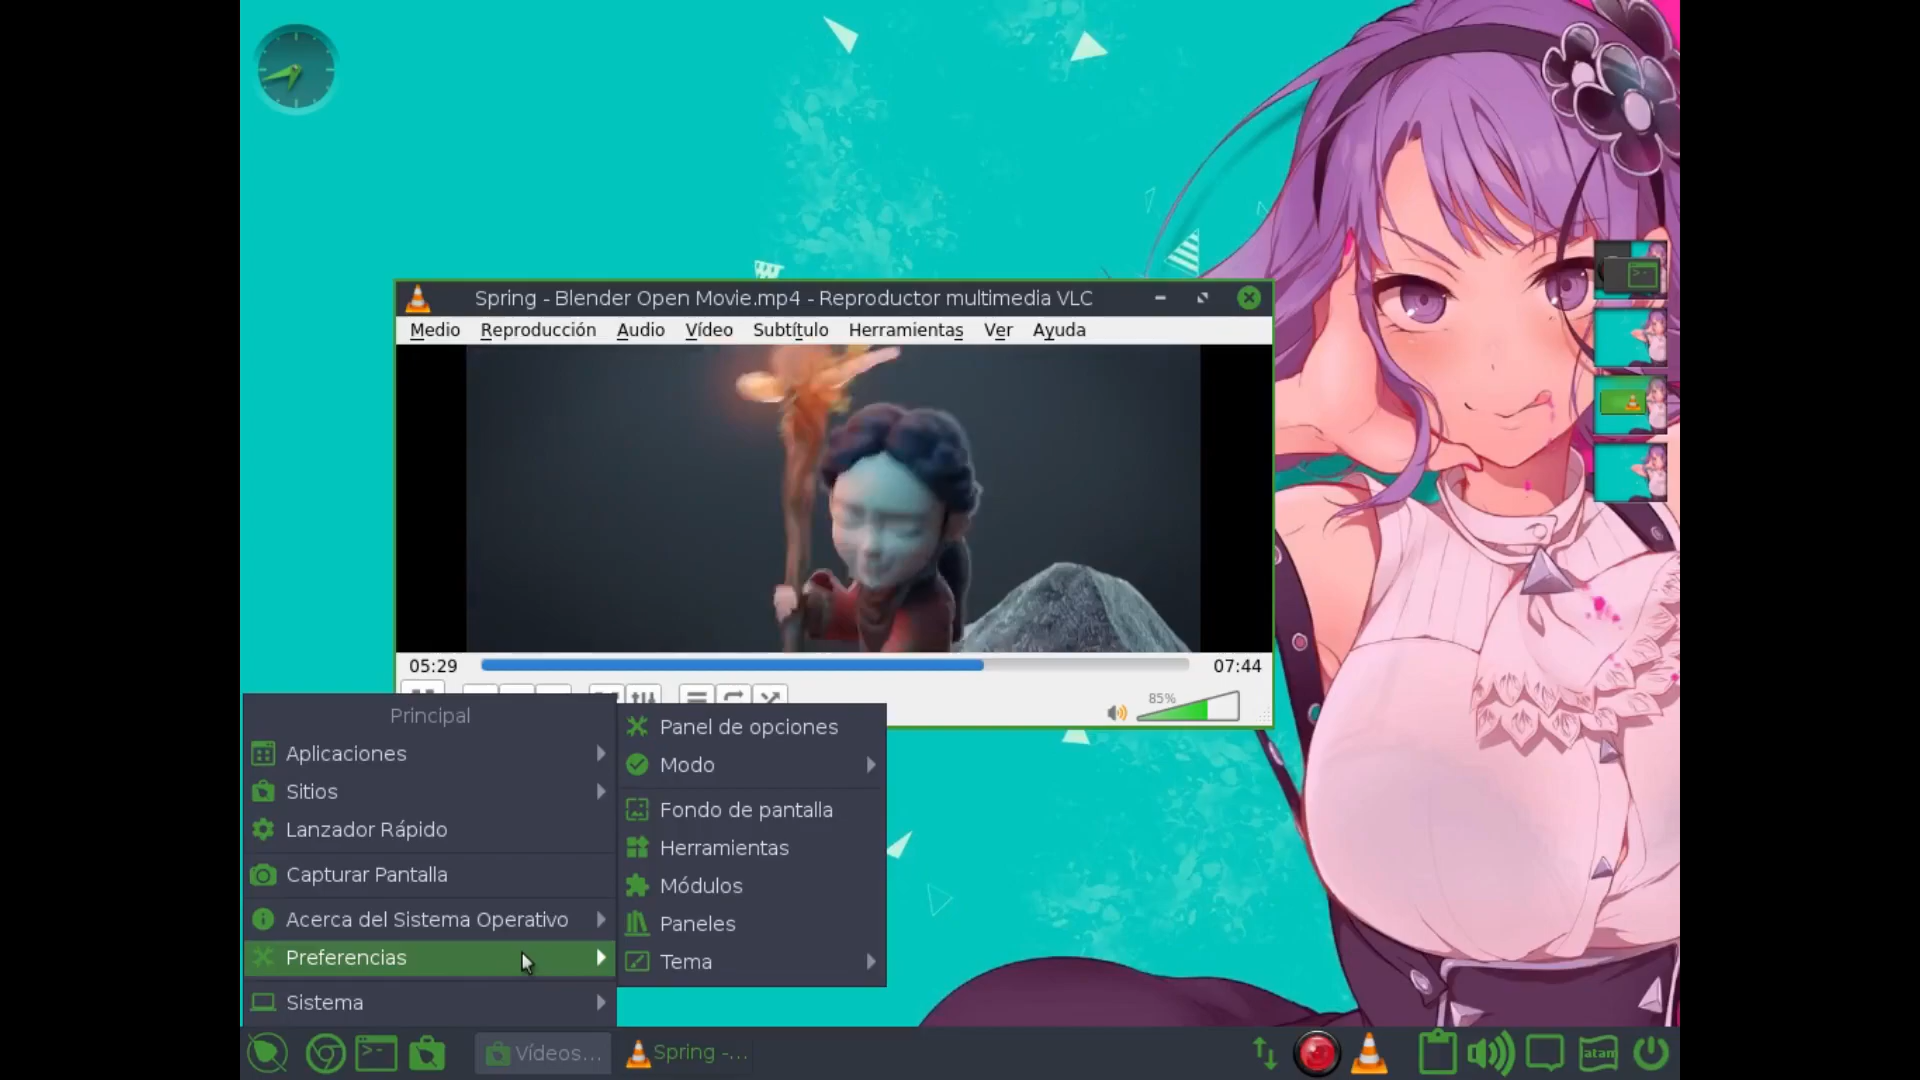 Spring - Blender Open Movie.mp4 - Reproductor multimedia VLC
Medio Reproducción Audio Vídeo Subtítulo Herramientas Ver Ayuda
05:29 07:44
85%
Principal
Aplicaciones
Sitios
Lanzador Rápido
Capturar Pantalla
Acerca del Sistema Operativo
Preferencias
Sistema
Panel de opciones
Modo
Fondo de pantalla
Herramientas
Módulos
Paneles
Tema
Vídeos... Spring -... latam